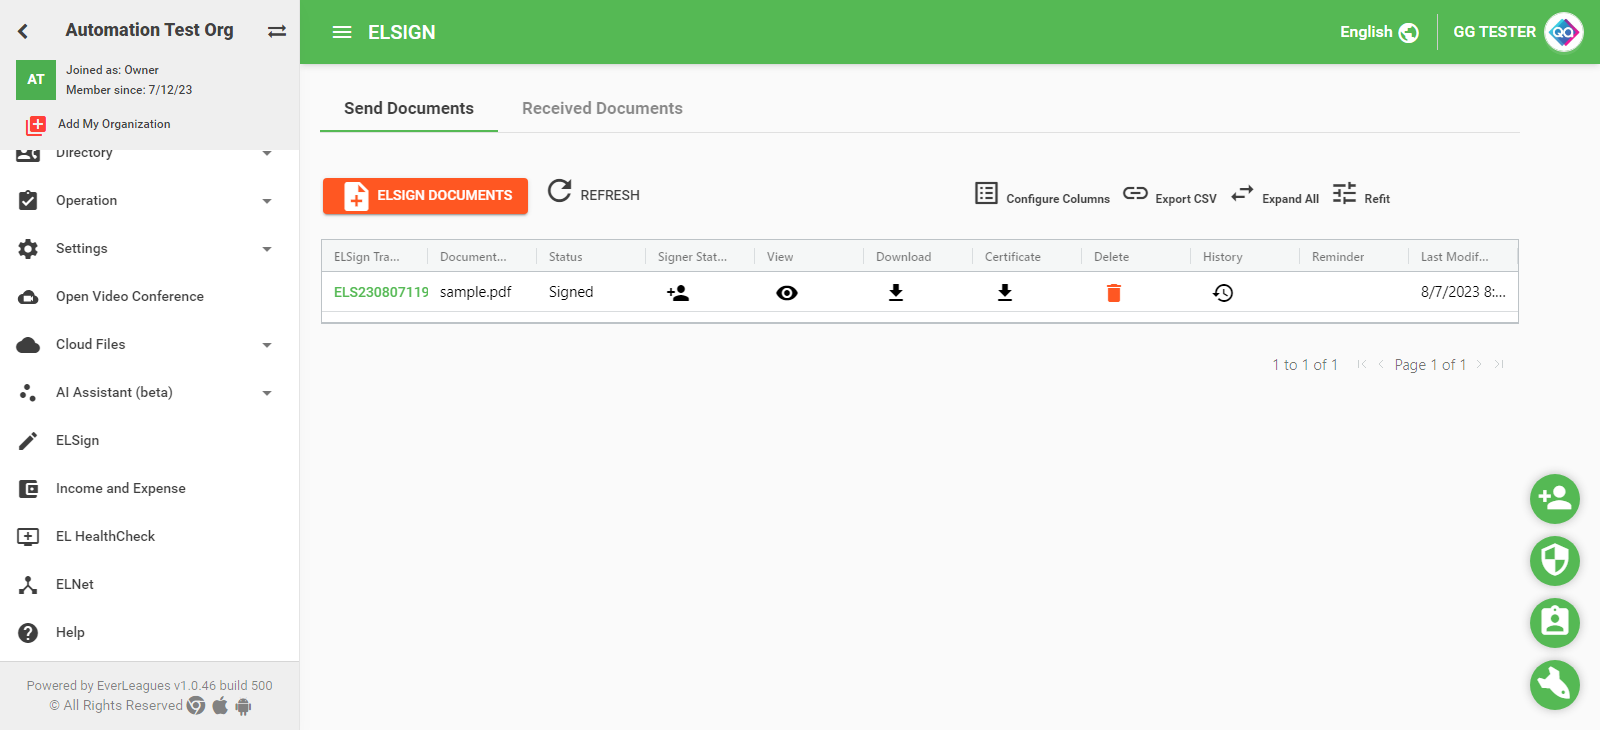 Automation Test Org
AT
Joined as: Owner
Member since: 7/12/23
Add My Organization
Directory
Operation
Settings
Open Video Conference
Cloud Files
AI Assistant (beta)
ELSign
Income and Expense
EL HealthCheck
ELNet
Help
Powered by EverLeagues v1.0.46 build 500
© All Rights Reserved
ELSIGN
English
GG TESTER
QA
Send Documents Received Documents
ELSIGN DOCUMENTS REFRESH Configure Columns Export CSV Expand All Refit
ELSign Tra... Document... Status Signer Stat... View Download Certificate Delete History Reminder Last Modif...
ELS230807119 sample.pdf Signed 8/7/2023 8:...
1 to 1 of 1 Page 1 of 1